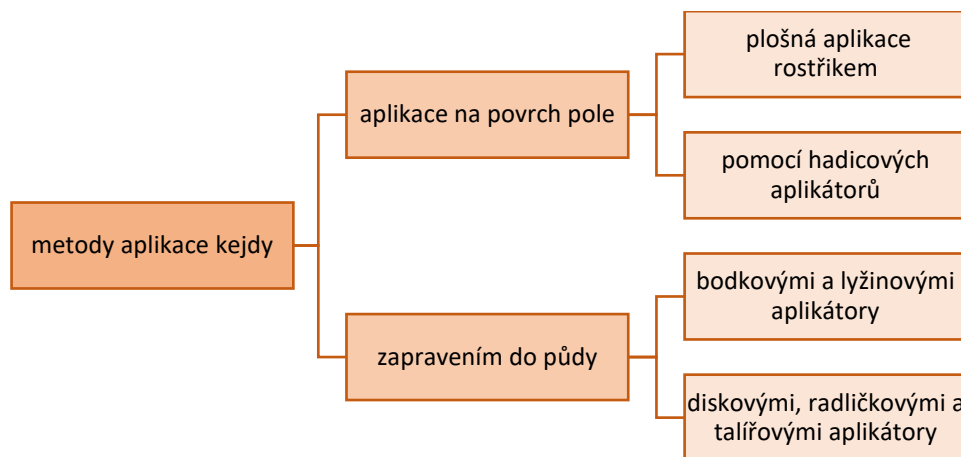 metody aplikace kejdy
aplikace na povrch pole
plošná aplikace
rostřikem
pomocí hadicových
aplikátorů
zapravením do půdy
bodkovými a lyžinovými
aplikátory
diskovými, radličkovými a
talířovými aplikátory